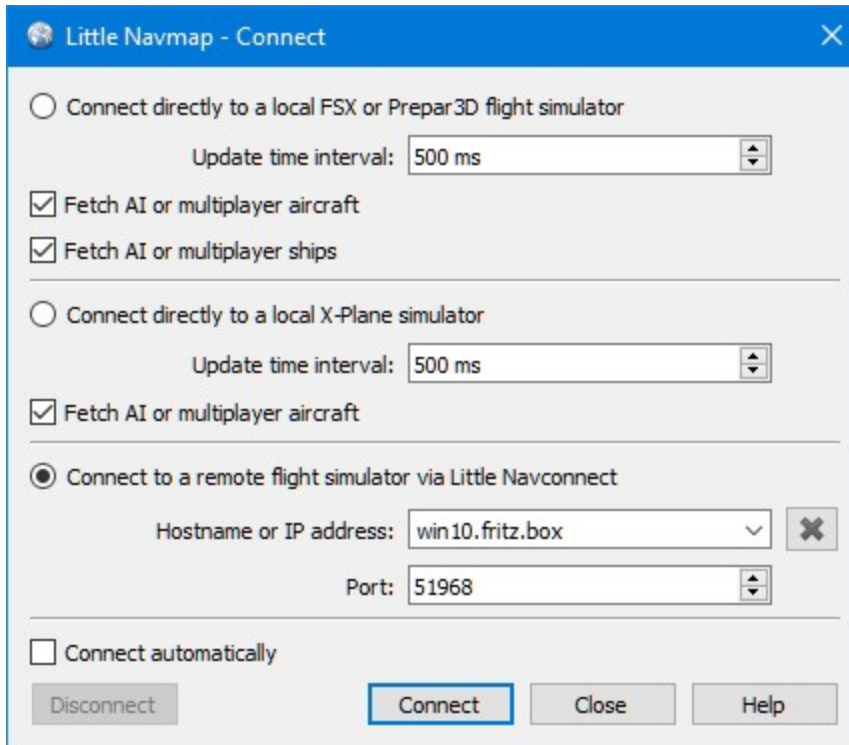 Little Navmap - Connect
Connect directly to a local FSX or Prepar3D flight simulator
Update time interval: 500 ms
Fetch AI or multiplayer aircraft
Fetch AI or multiplayer ships
Connect directly to a local X-Plane simulator
Update time interval: 500 ms
Fetch AI or multiplayer aircraft
Connect to a remote flight simulator via Little Navconnect
Hostname or IP address: win10.fritz.box
Port: 51968
Connect automatically
Disconnect Connect Close Help